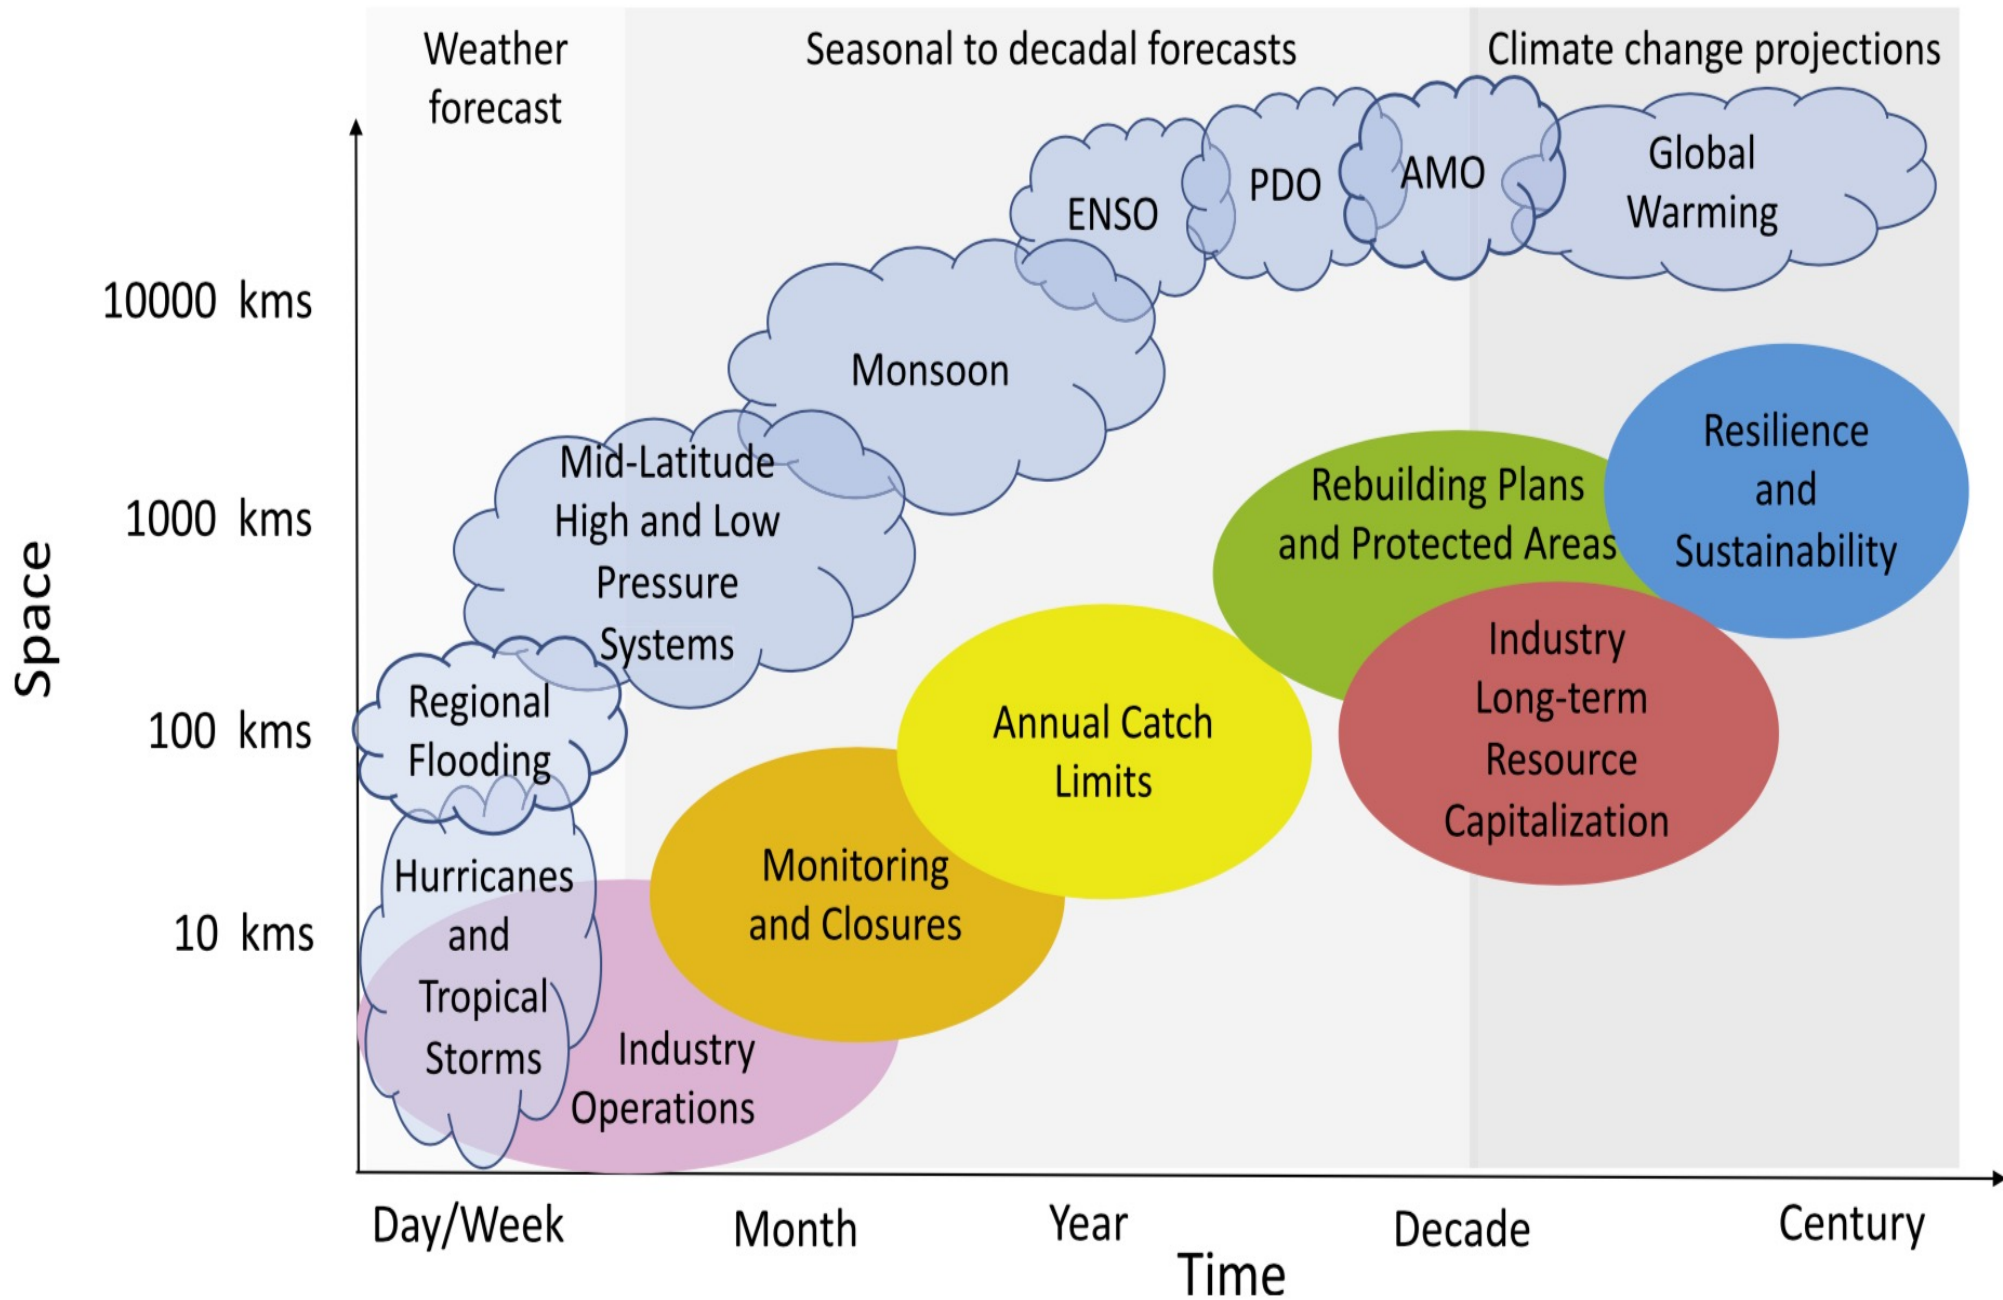 Weather
forecast
Seasonal to decadal forecasts
Climate change projections
Global
Warming
AMO
PDO
ENSO
10000 kms
Monsoon
Resilience
and
Sustainability
Mid-Latitude
High and Low
Pressure
Systems
Rebuilding Plans
and Protected Areas
1000 kms
Space
Industry
Long-term
Resource
Capitalization
Regional
Flooding
100 kms
Annual Catch
Limits
Monitoring
and Closures
Hurricanes
and
Tropical
Storms
10 kms
Industry
Operations
Day/Week
Month
Year
Decade
Century
Time